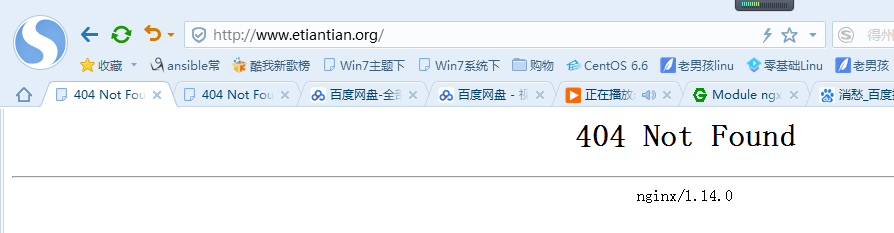 http://www.etiantian.org/ 得州
收藏 ansible常 酷我新歌榜 Win7主题下 Win7系统下 购物 CentOS 6.6 老男孩linu 零基础Linu 老男孩
404 Not Fou 404 Not Fou 百度网盘-全部 百度网盘 - 视 正在播放: Module ngx 消愁_百度
404 Not Found
nginx/1.14.0